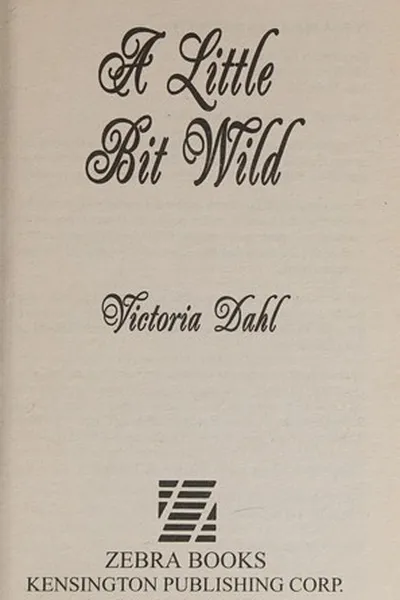 A Little
Bit Wild
Victoria Dahl
ZEBRA BOOKS
KENSINGTON PUBLISHING CORP.